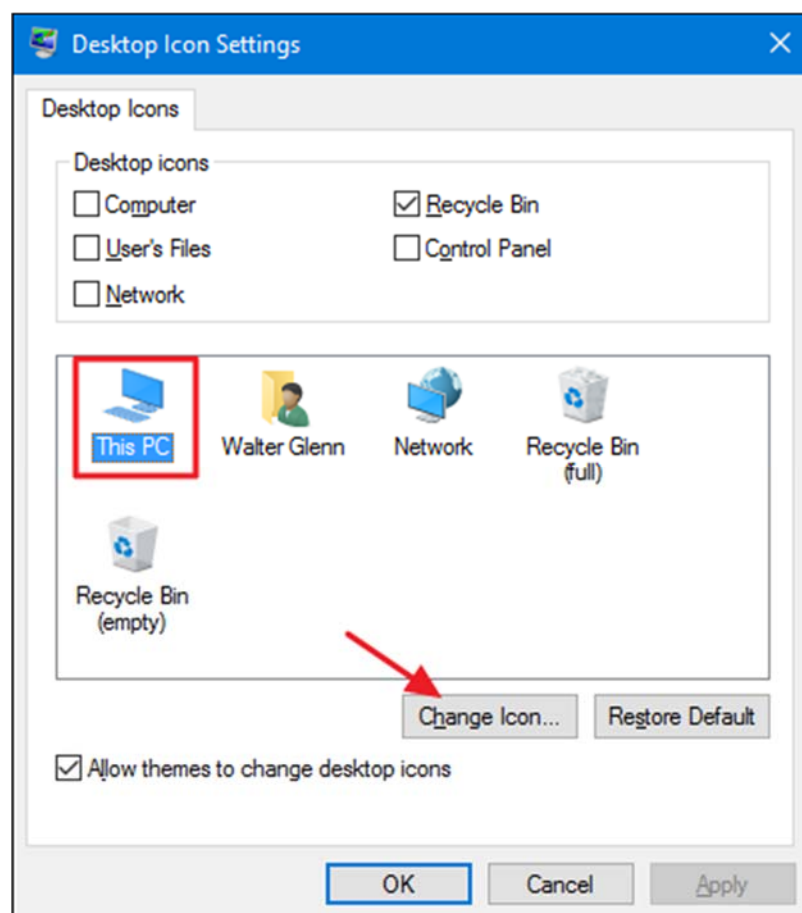 Desktop Icon Settings
Desktop Icons
Desktop icons
Computer
Recycle Bin
User's Files
Control Panel
Network
This PC
Walter Glenn
Network
Recycle Bin
(full)
Recycle Bin
(empty)
Change Icon...
Restore Default
Allow themes to change desktop icons
OK
Cancel
Apply